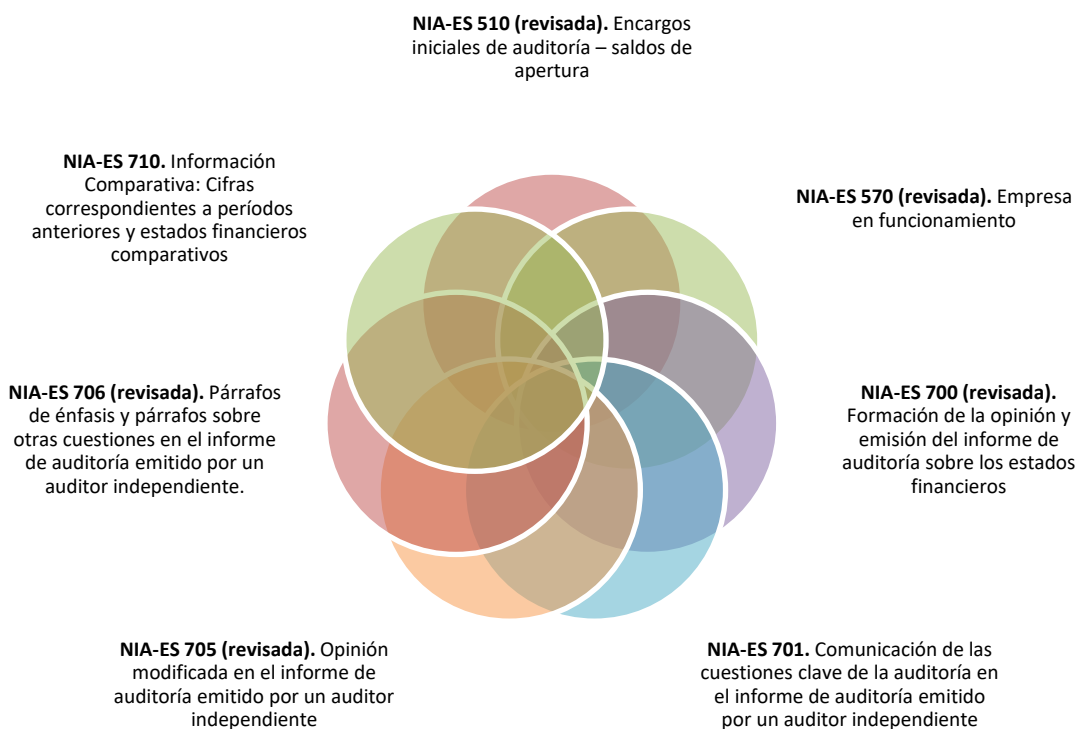 NIA-ES 510 (revisada). Encargos
iniciales de auditoría – saldos de
apertura
NIA-ES 710. Información
Comparativa: Cifras
correspondientes a períodos
anteriores y estados financieros
comparativos
NIA-ES 570 (revisada). Empresa
en funcionamiento
NIA-ES 706 (revisada). Párrafos
de énfasis y párrafos sobre
otras cuestiones en el informe
de auditoría emitido por un
auditor independiente.
NIA-ES 700 (revisada).
Formación de la opinión y
emisión del informe de
auditoría sobre los estados
financieros
NIA-ES 705 (revisada). Opinión
modificada en el informe de
auditoría emitido por un auditor
independiente
NIA-ES 701. Comunicación de las
cuestiones clave de la auditoría en
el informe de auditoría emitido
por un auditor independiente